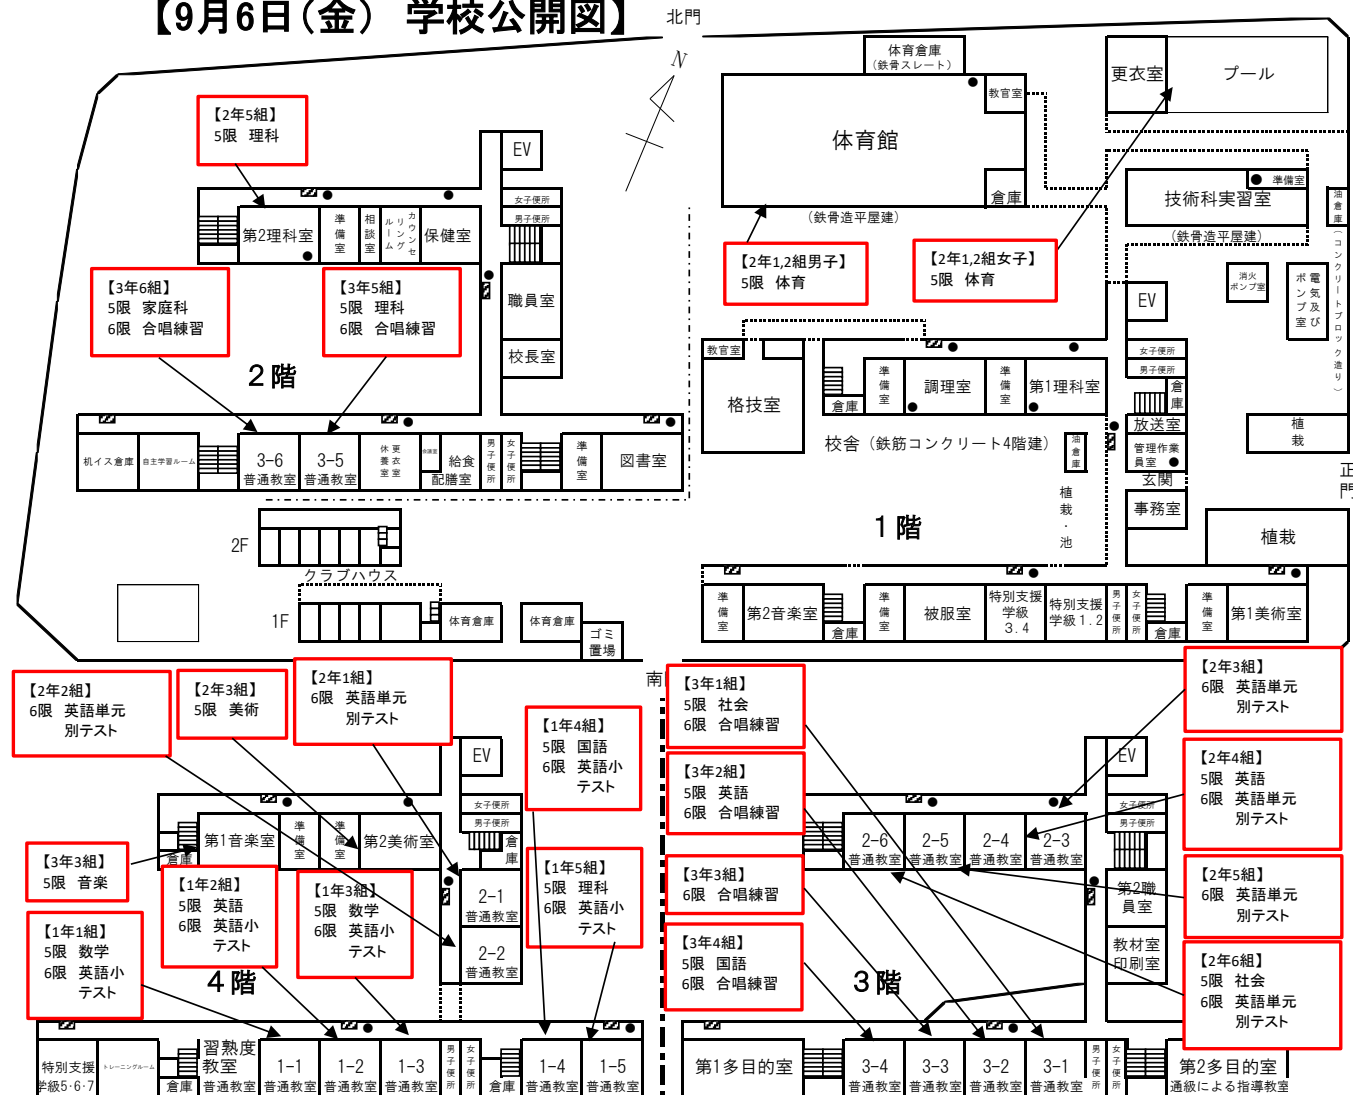 【9月6日(金) 学校公開図】
北門
N
体育倉庫
(鉄骨スレート)
教官室
体育館
倉庫
(鉄骨造平屋建)
更衣室
プール
準備室
技術科実習室
(鉄骨造平屋建)
油倉庫
(コンクリートブロック造り)
消火
ポンプ室
電気及び
ポンプ室
【2年5組】
5限 理科
EV
女子便所
男子便所
第2理科室
準備室
相談室
カウンセリングルーム
保健室
職員室
校長室
【3年6組】
5限 家庭科
6限 合唱練習
【3年5組】
5限 理科
6限 合唱練習
2階
【2年1,2組男子】
5限 体育
【2年1,2組女子】
5限 体育
EV
教官室
格技室
倉庫
準備室
調理室
準備室
第1理科室
女子便所
男子便所
倉庫
放送室
管理作業
員室
玄関
事務室
校舎(鉄筋コンクリート4階建)
油倉庫
植栽・池
植栽
正門
植栽
1階
机イス倉庫
自主学習ルーム
3-6
普通教室
3-5
普通教室
休養室
更衣室
給食
配膳室
男子便所
女子便所
準備室
図書室
2F
クラブハウス
1F
体育倉庫
体育倉庫
ゴミ
置場
準備室
第2音楽室
倉庫
準備室
被服室
特別支援
学級
3.4
特別支援
学級1.2
男子便所
女子便所
倉庫
準備室
第1美術室
南
【2年2組】
6限 英語単元
別テスト
【2年3組】
5限 美術
【2年1組】
6限 英語単元
別テスト
【1年4組】
5限 国語
6限 英語小
テスト
EV
女子便所
男子便所
倉庫
倉庫
第1音楽室
準備室
準備室
第2美術室
【3年3組】
5限 音楽
【1年2組】
5限 英語
6限 英語小
テスト
【1年3組】
5限 数学
6限 英語小
テスト
【1年5組】
5限 理科
6限 英語小
テスト
【1年1組】
5限 数学
6限 英語小
テスト
2-1
普通教室
2-2
普通教室
4階
特別支援
学級5・6・7
トレーニングルーム
倉庫
習熟度
教室
普通教室
1-1
普通教室
1-2
普通教室
1-3
普通教室
男子便所
女子便所
倉庫
1-4
普通教室
1-5
普通教室
【3年1組】
5限 社会
6限 合唱練習
【3年2組】
5限 英語
6限 合唱練習
【3年3組】
6限 合唱練習
【3年4組】
5限 国語
6限 合唱練習
【2年3組】
6限 英語単元
別テスト
【2年4組】
5限 英語
6限 英語単元
別テスト
【2年5組】
6限 英語単元
別テスト
【2年6組】
5限 社会
6限 英語単元
別テスト
EV
女子便所
男子便所
2-6
普通教室
2-5
普通教室
2-4
普通教室
2-3
普通教室
第2職
員室
教材室
印刷室
3階
第1多目的室
3-4
普通教室
3-3
普通教室
3-2
普通教室
3-1
普通教室
男子便所
女子便所
第2多目的室
通級による指導教室